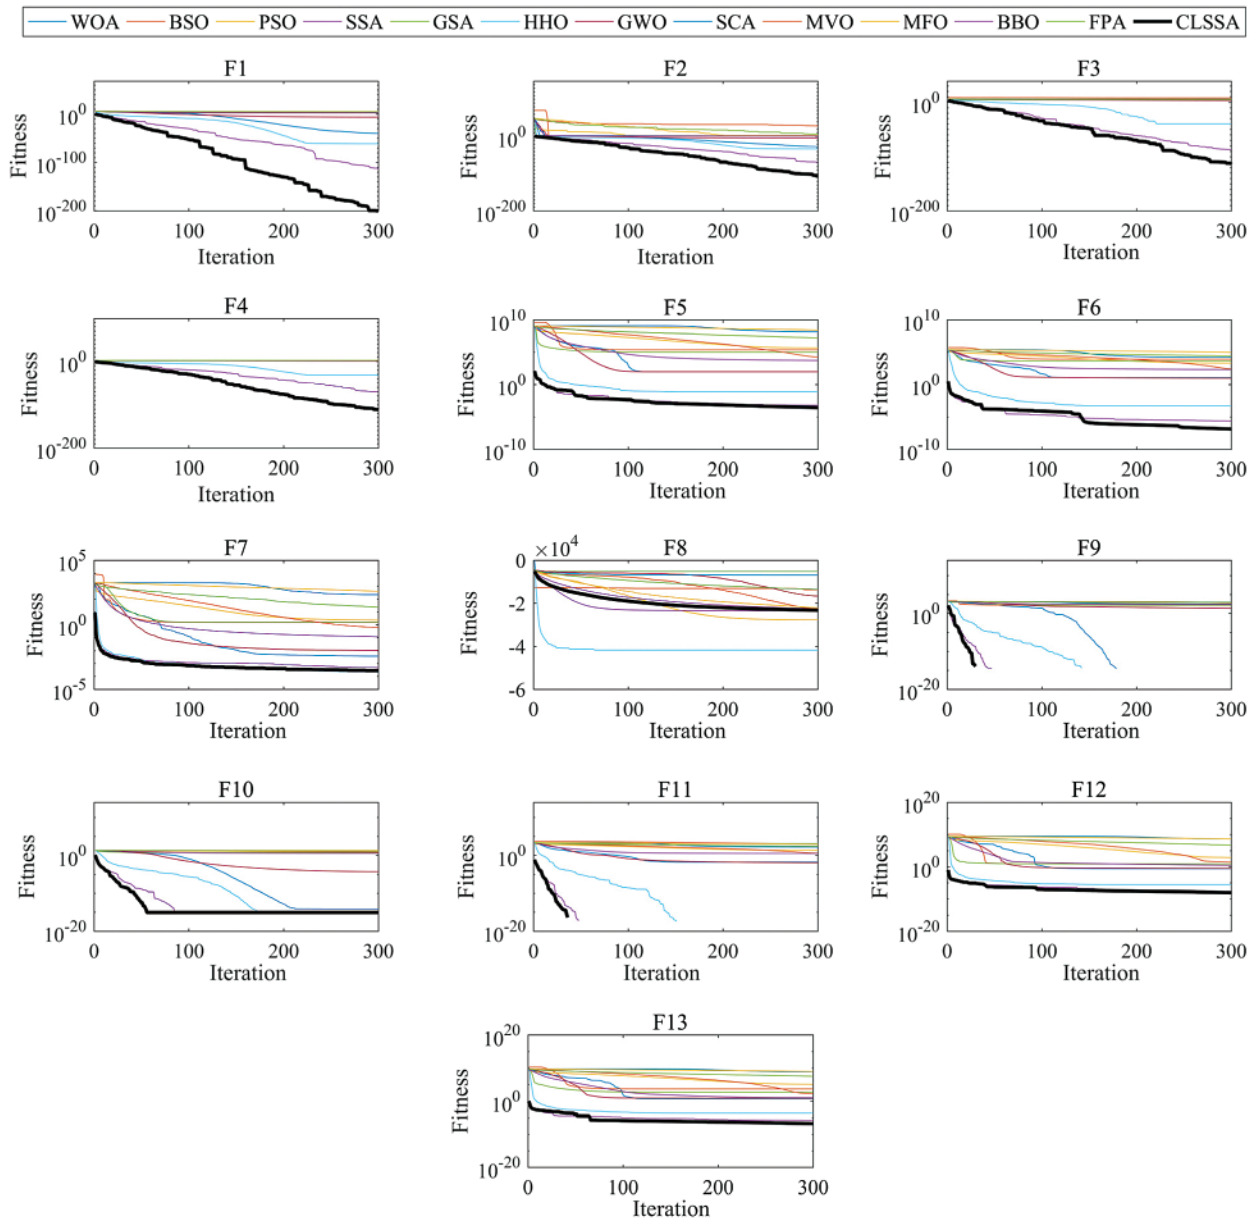 WOA BSO PSO SSA GSA HHO GWO SCA MVO MFO BBO FPA CLSSA
F1
Fitness
10^0
10^-100
10^-200
0 100 200 300
Iteration
F2
Fitness
10^0
10^-200
0 100 200 300
Iteration
F3
Fitness
10^0
10^-200
0 100 200 300
Iteration
F4
Fitness
10^0
10^-200
0 100 200 300
Iteration
F5
Fitness
10^10
10^0
10^-10
0 100 200 300
Iteration
F6
Fitness
10^10
10^0
10^-10
0 100 200 300
Iteration
F7
Fitness
10^5
10^0
10^-5
0 100 200 300
Iteration
F8
×10^4
Fitness
0
-2
-4
-6
0 100 200 300
Iteration
F9
Fitness
10^0
10^-20
0 100 200 300
Iteration
F10
Fitness
10^0
10^-20
0 100 200 300
Iteration
F11
Fitness
10^0
10^-20
0 100 200 300
Iteration
F12
Fitness
10^20
10^0
10^-20
0 100 200 300
Iteration
F13
Fitness
10^20
10^0
10^-20
0 100 200 300
Iteration